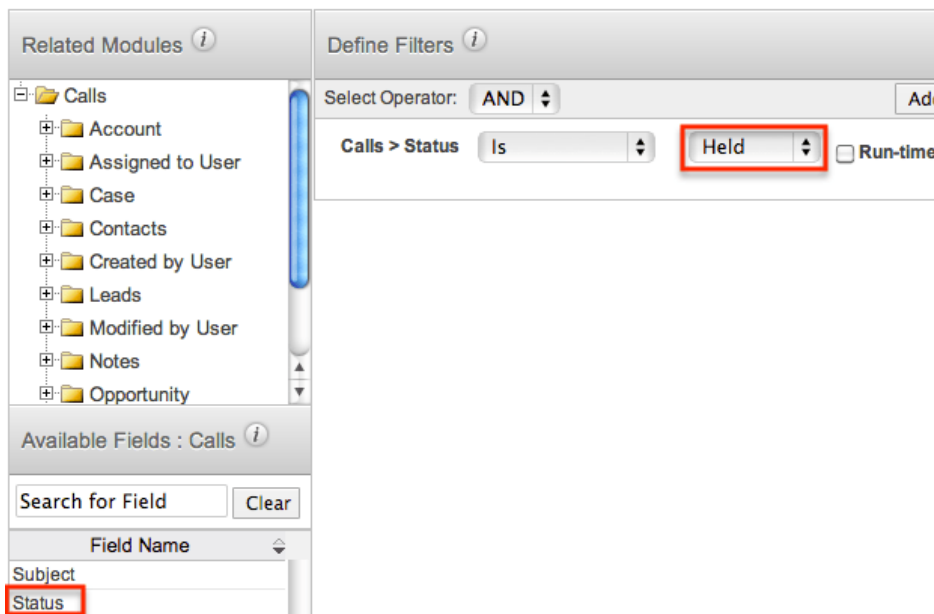 Related Modules i
Calls
Account
Assigned to User
Case
Contacts
Created by User
Leads
Modified by User
Notes
Opportunity
Available Fields : Calls i
Search for Field Clear
Field Name
Subject
Status
Define Filters i
Select Operator: AND
Calls > Status Is Held Run-time